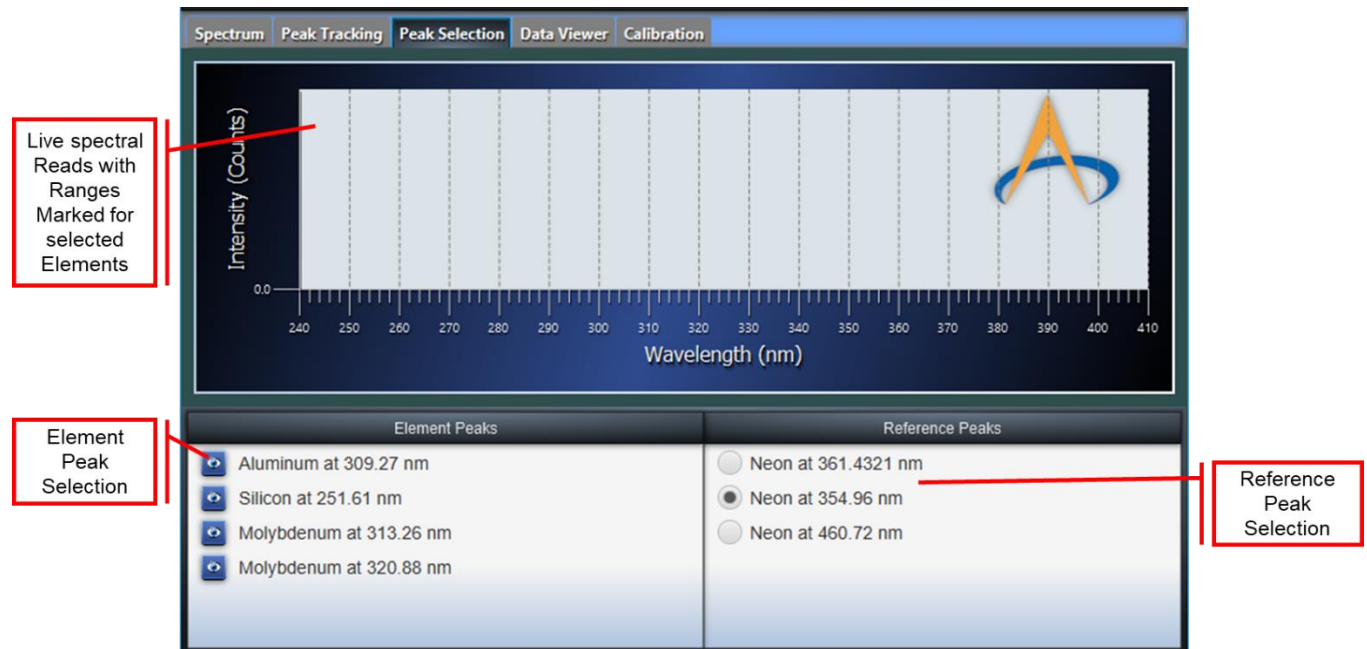 Spectrum Peak Tracking Peak Selection Data Viewer Calibration
Live spectral
Reads with
Ranges
Marked for
selected
Elements
Intensity (Counts)
0.0
240 250 260 270 280 290 300 310 320 330 340 350 360 370 380 390 400 410
Wavelength (nm)
Element
Peak
Selection
Element Peaks
Aluminum at 309.27 nm
Silicon at 251.61 nm
Molybdenum at 313.26 nm
Molybdenum at 320.88 nm
Reference Peaks
Neon at 361.4321 nm
Neon at 354.96 nm
Neon at 460.72 nm
Reference
Peak
Selection